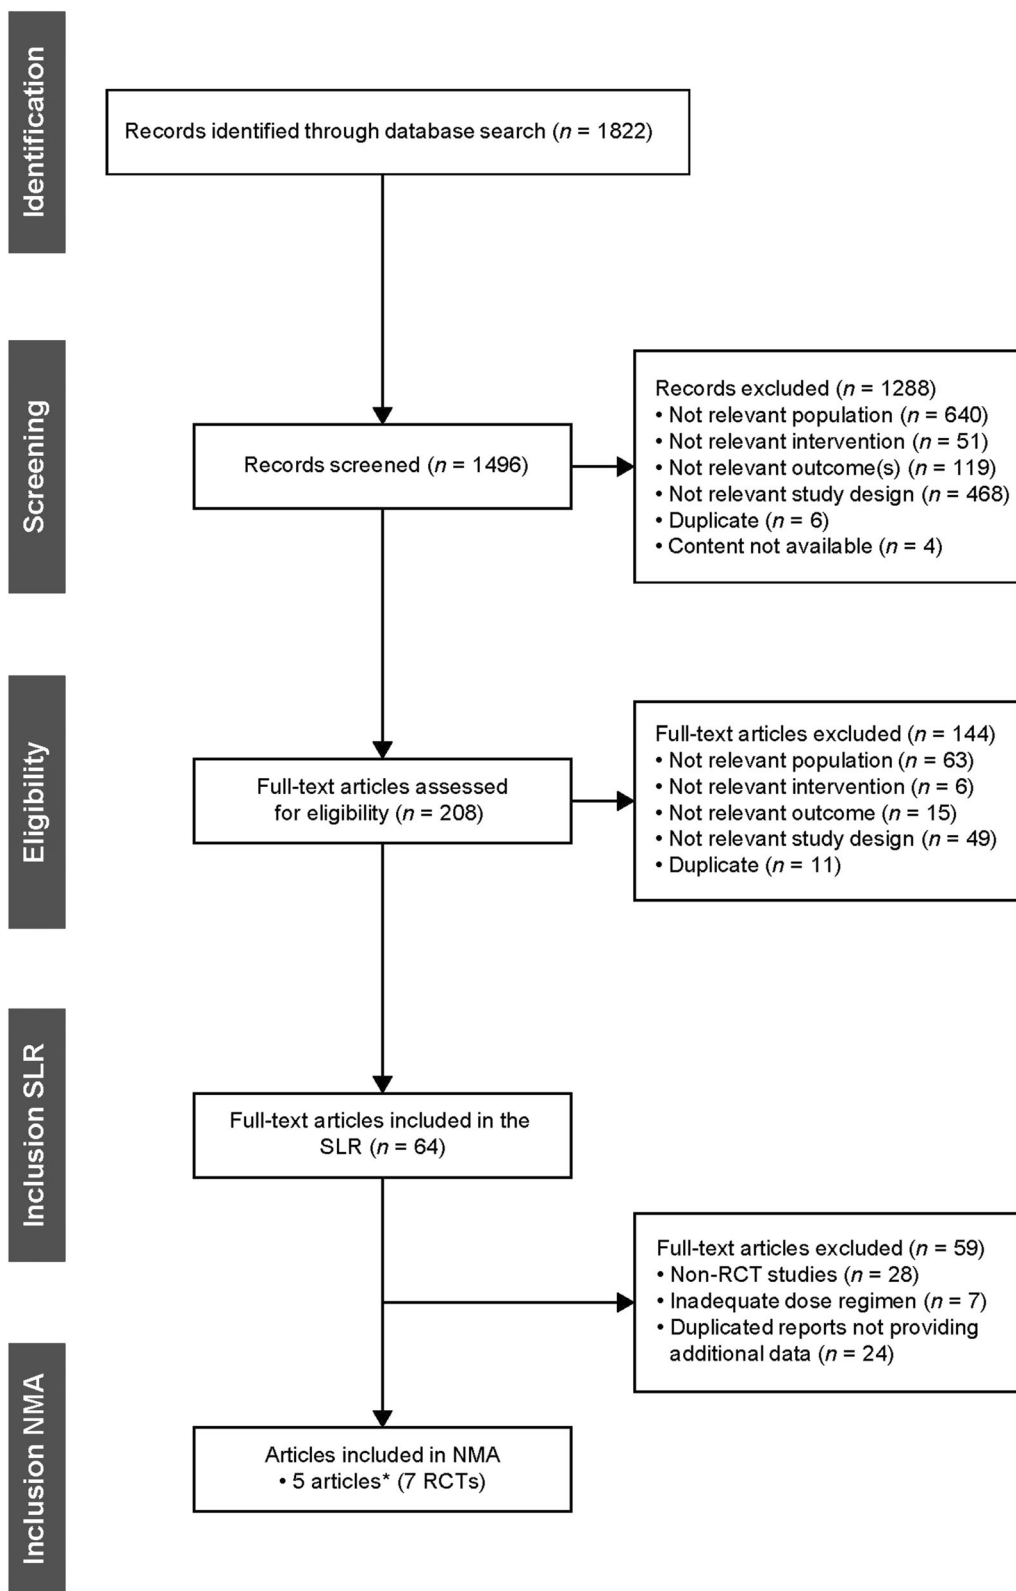 Identification
Records identified through database search (n = 1822)
Screening
Records screened (n = 1496)
Records excluded (n = 1288)
• Not relevant population (n = 640)
• Not relevant intervention (n = 51)
• Not relevant outcome(s) (n = 119)
• Not relevant study design (n = 468)
• Duplicate (n = 6)
• Content not available (n = 4)
Eligibility
Full-text articles assessed
for eligibility (n = 208)
Full-text articles excluded (n = 144)
• Not relevant population (n = 63)
• Not relevant intervention (n = 6)
• Not relevant outcome (n = 15)
• Not relevant study design (n = 49)
• Duplicate (n = 11)
Inclusion SLR
Full-text articles included in the
SLR (n = 64)
Full-text articles excluded (n = 59)
• Non-RCT studies (n = 28)
• Inadequate dose regimen (n = 7)
• Duplicated reports not providing
additional data (n = 24)
Inclusion NMA
Articles included in NMA
• 5 articles* (7 RCTs)